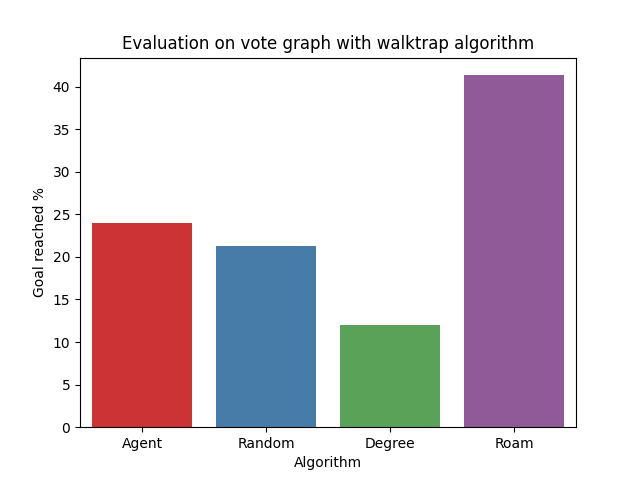 Evaluation on vote graph with walktrap algorithm
Goal reached %
40
35
30
25
20
15
10
5
0
Agent Random Degree Roam
Algorithm